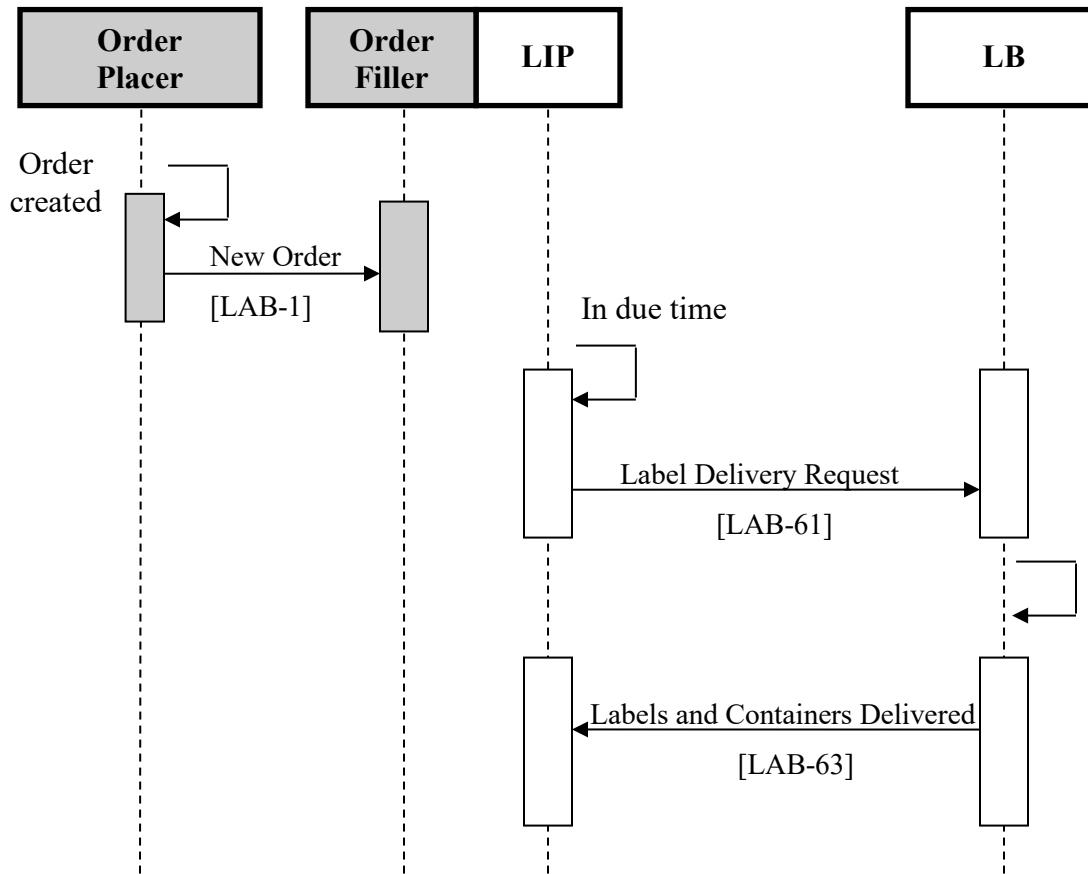 Order
Placer
Order
Filler
LIP
LB
Order
created
New Order
[LAB-1]
In due time
Label Delivery Request
[LAB-61]
Labels and Containers Delivered
[LAB-63]